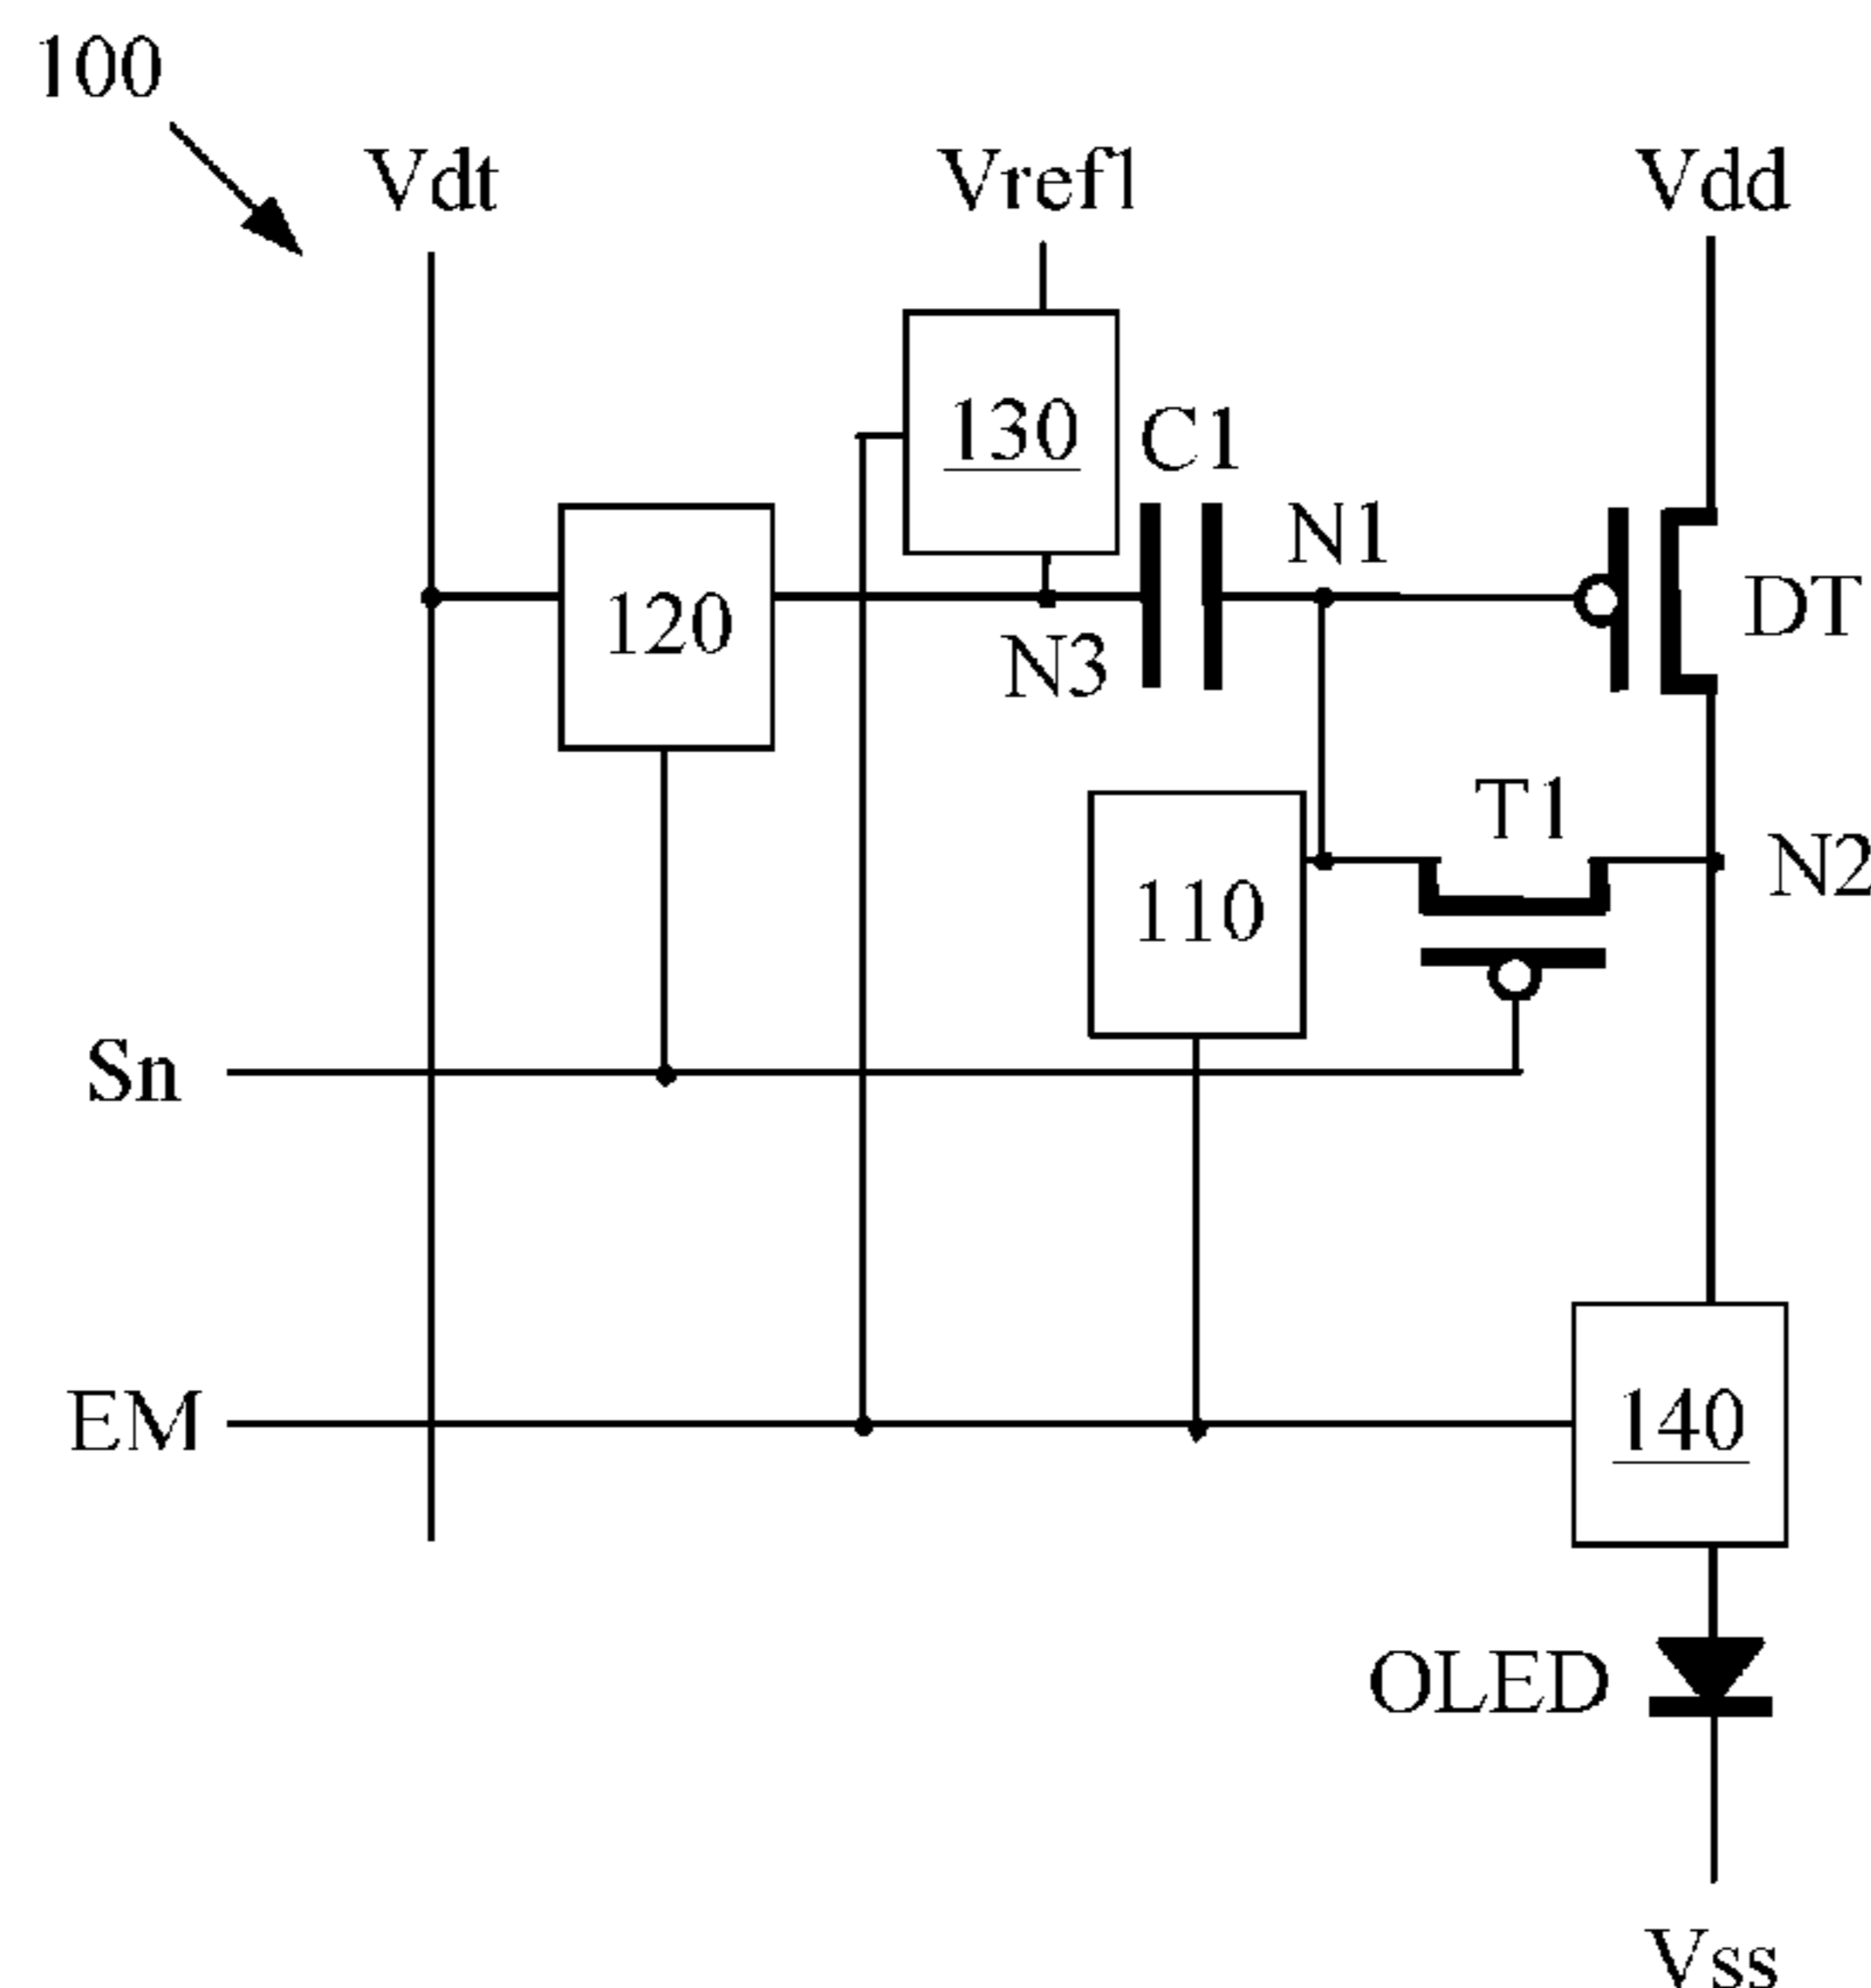 100
Vdt
Vref1
Vdd
130
C1
N1
120
DT
N3
T1
N2
110
Sn
EM
140
OLED
Vss